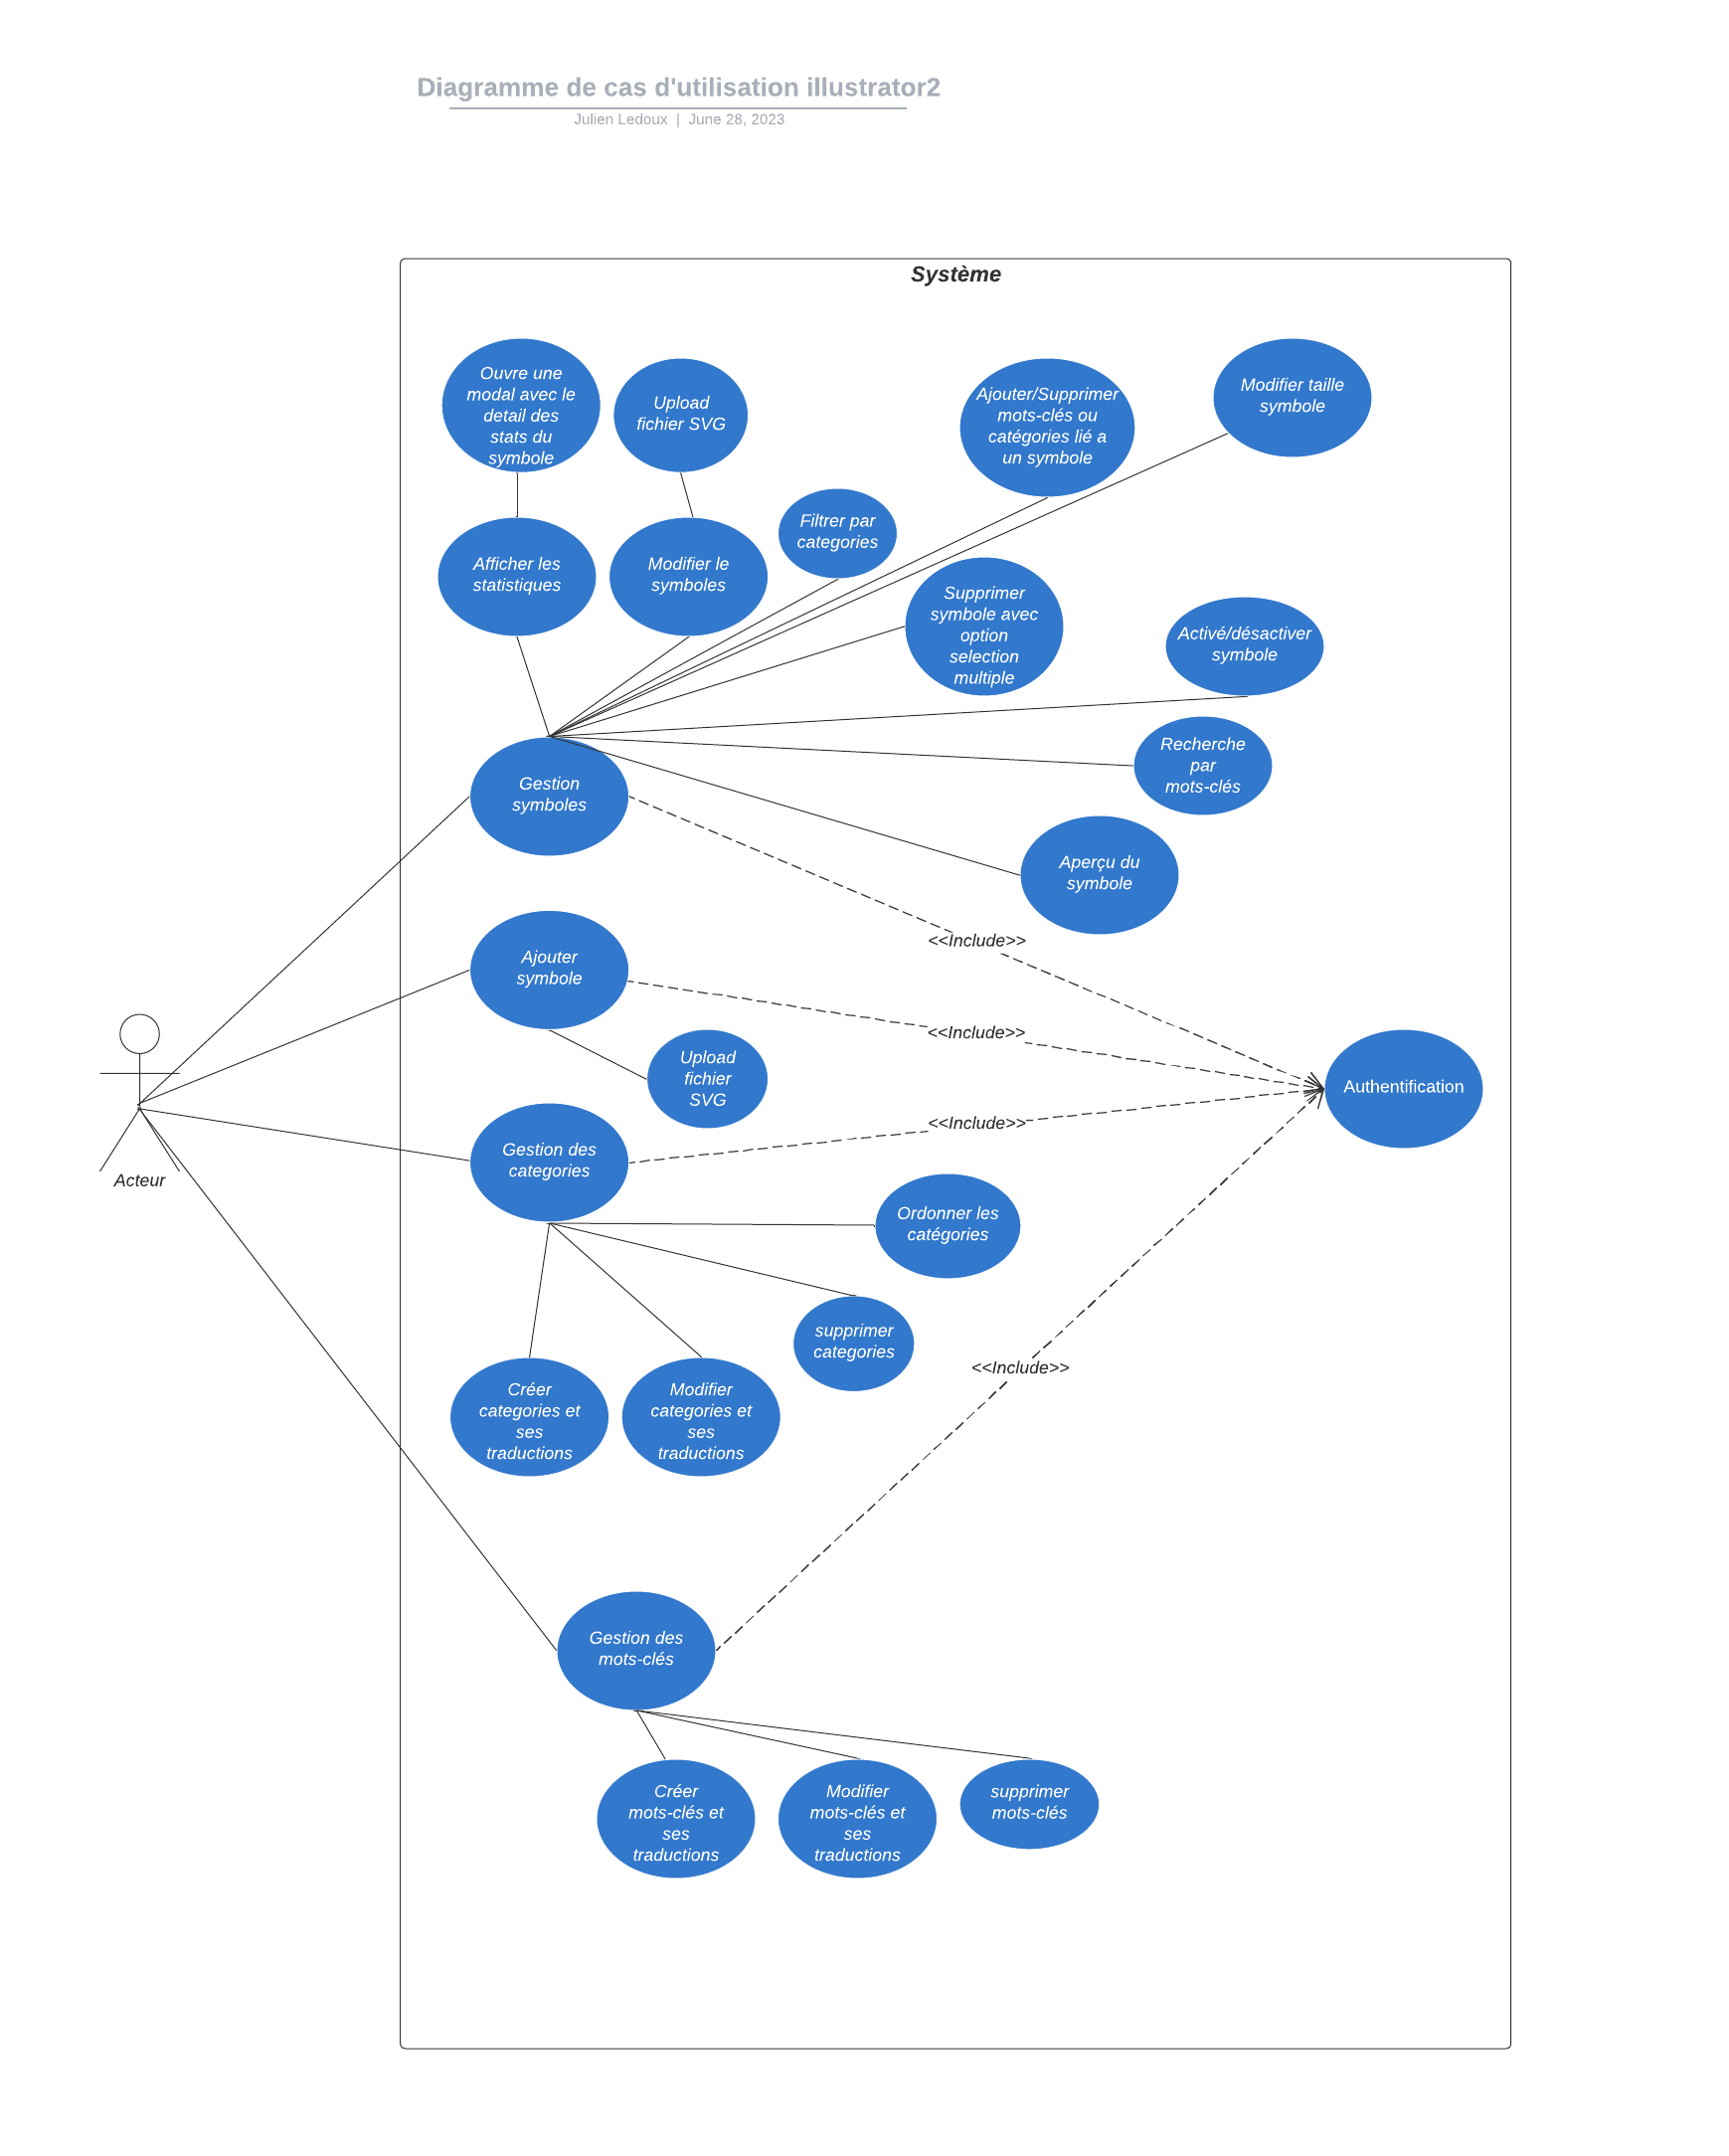 Diagramme de cas d'utilisation illustrator2
Julien Ledoux | June 28, 2023
Système
Ouvre une
modal avec le
detail des
stats du
symbole
Upload
fichier SVG
Ajouter/Supprimer
mots-clés ou
catégories lié a
un symbole
Modifier taille
symbole
Filtrer par
categories
Afficher les
statistiques
Modifier le
symboles
Supprimer
symbole avec
option
selection
multiple
Activé/désactiver
symbole
Recherche
par
mots-clés
Gestion
symboles
Aperçu du
symbole
<<Include>>
Ajouter
symbole
<<Include>>
Upload
fichier
SVG
Authentification
<<Include>>
Gestion des
categories
Acteur
Ordonner les
catégories
supprimer
categories
<<Include>>
Créer
categories et
ses
traductions
Modifier
categories et
ses
traductions
Gestion des
mots-clés
Créer
mots-clés et
ses
traductions
Modifier
mots-clés et
ses
traductions
supprimer
mots-clés